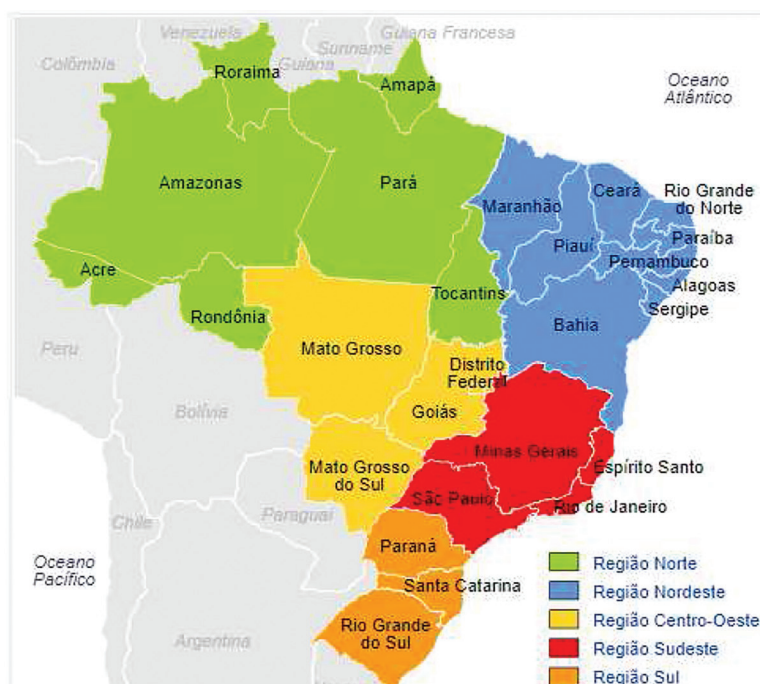 Venezuela
Guiana Francesa
Suriname
Colômbia
Guiana
Roraima
Amapá
Oceano
Atlântico
Amazonas
Pará
Ceará
Rio Grande
do Norte
Maranhão
Paraíba
Piauí
Pernambuco
Acre
Alagoas
Tocantins
Sergipe
Rondônia
Bahia
Peru
Mato Grosso
Distrito
Federal
Bolívia
Goiás
Minas Gerais
Mato Grosso
do Sul
Espírito Santo
São Paulo
Rio de Janeiro
Paraguai
Chile
Paraná
Oceano
Pacífico
Santa Catarina
Rio Grande
do Sul
Argentina
Região Norte
Região Nordeste
Região Centro-Oeste
Região Sudeste
Região Sul